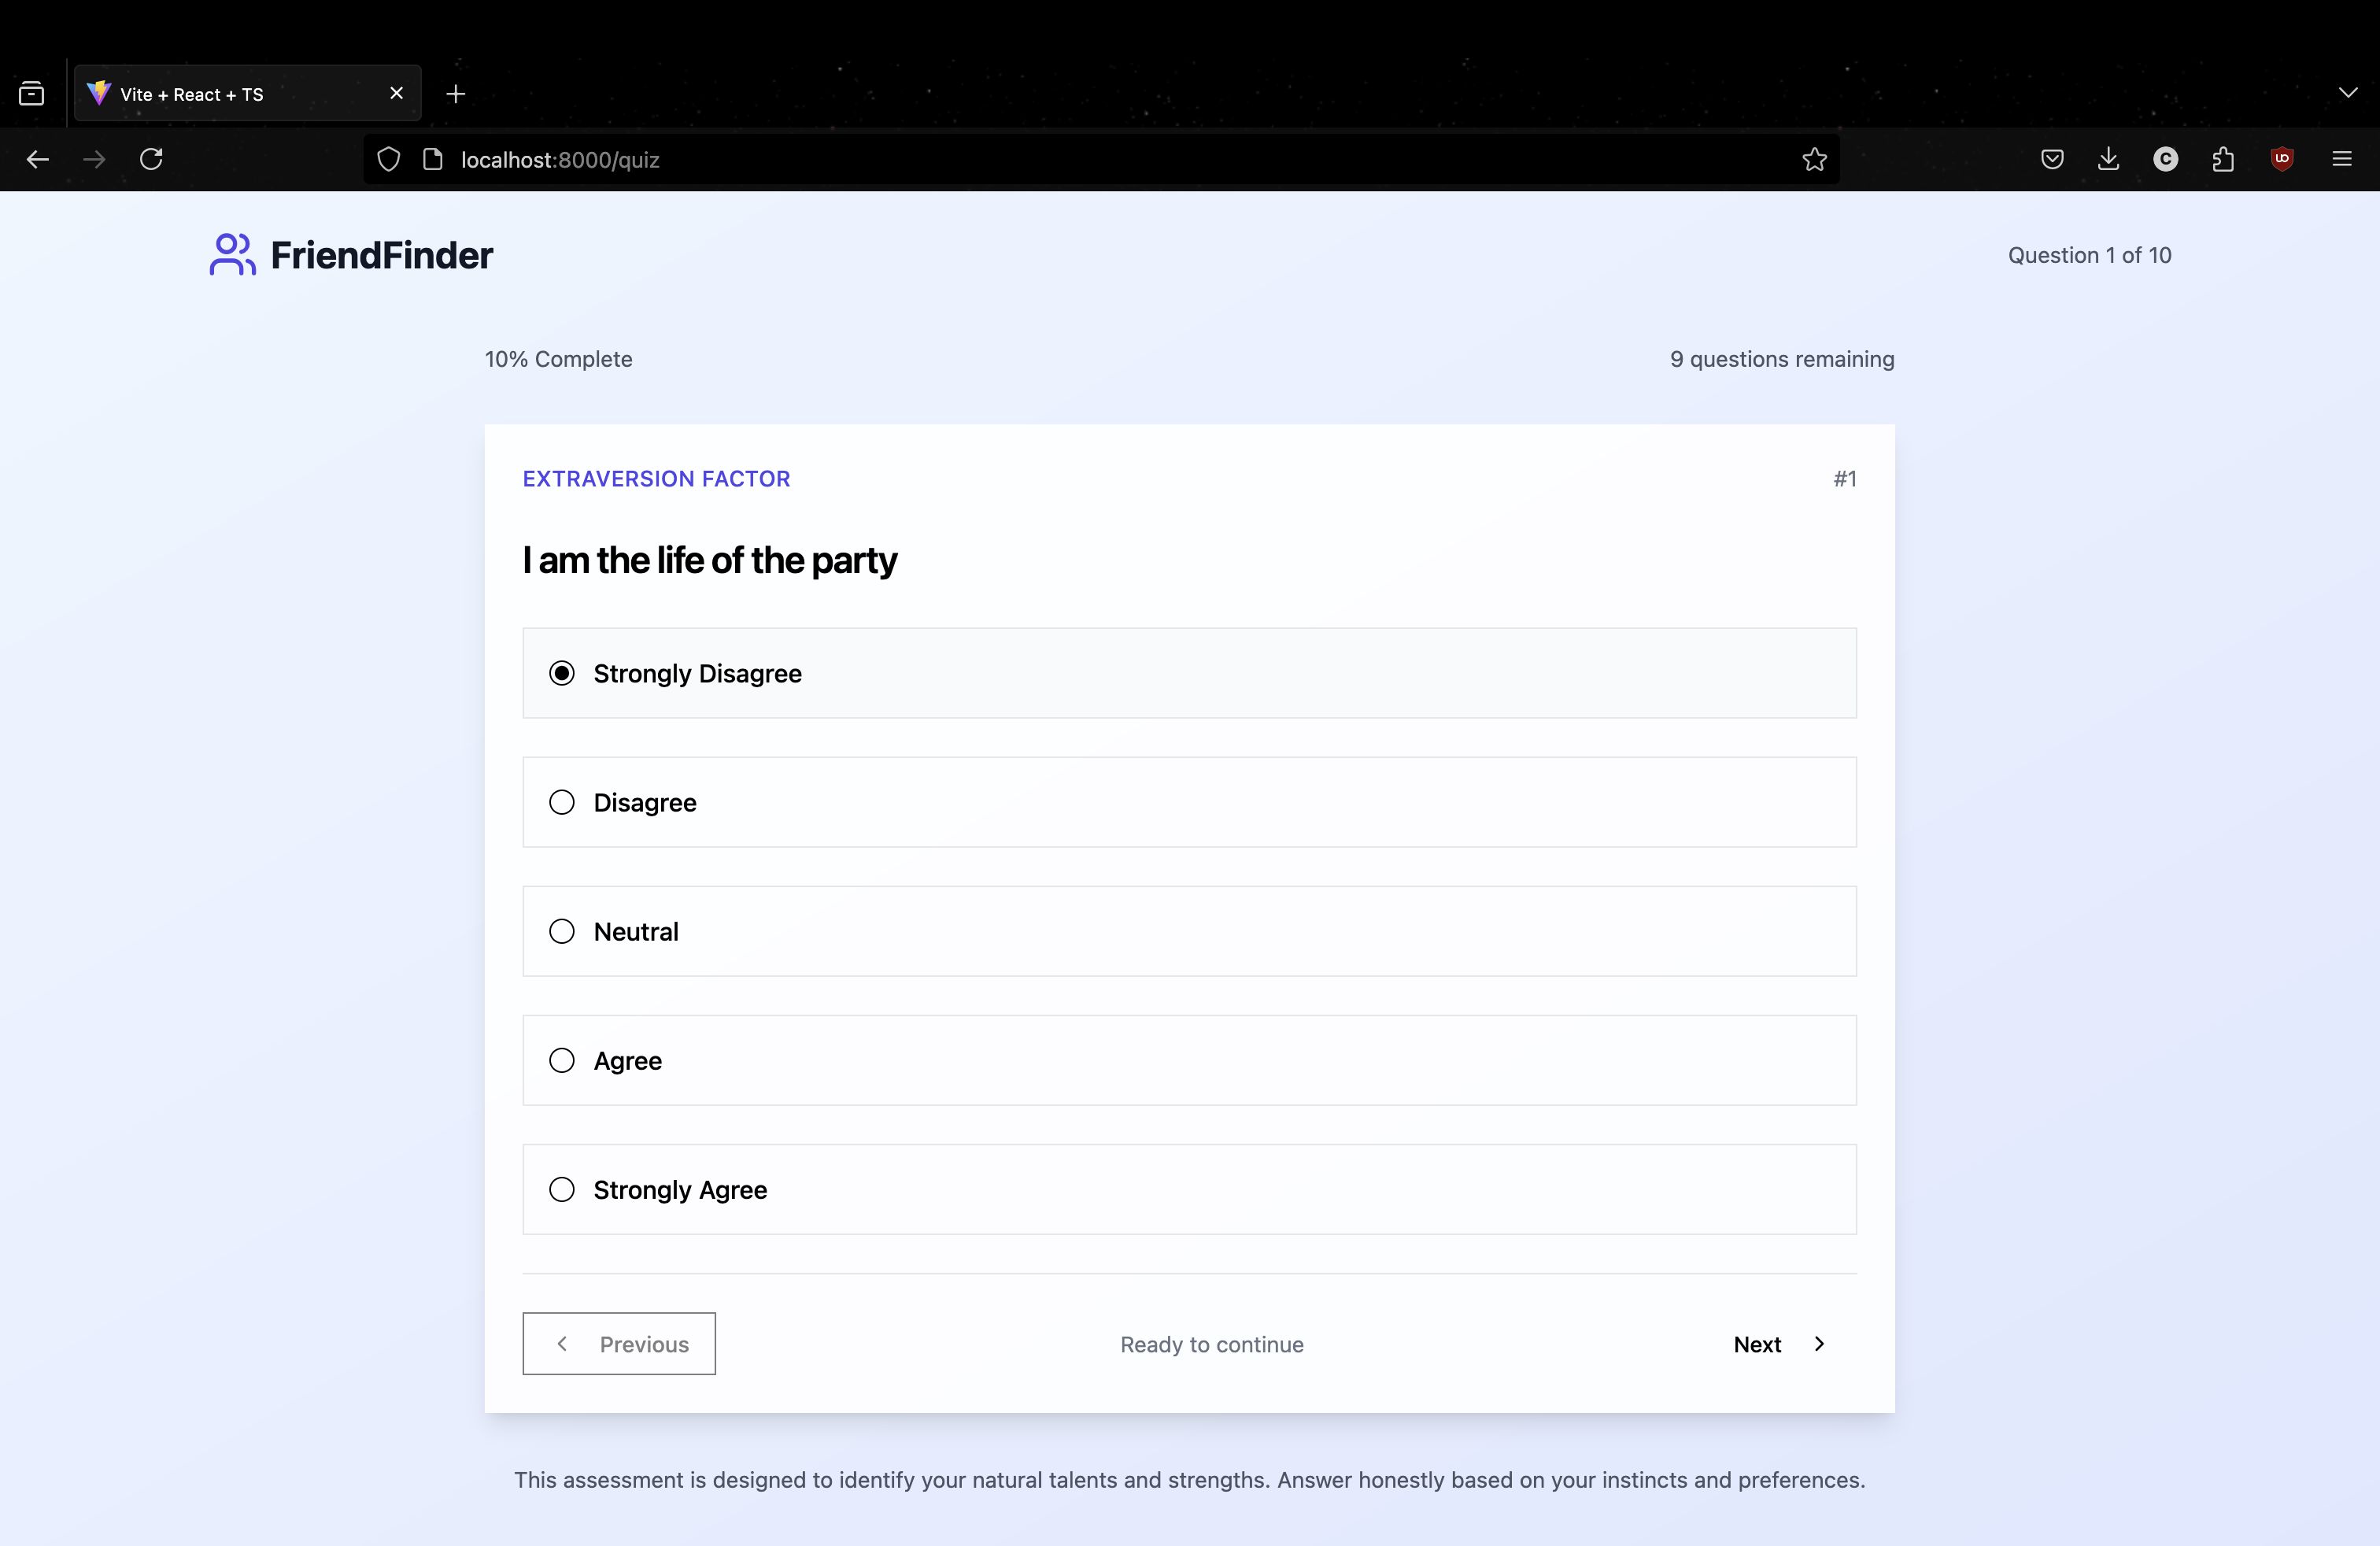 Vite + React + TS
localhost:8000/quiz
FriendFinder
Question 1 of 10
10% Complete
9 questions remaining
EXTRAVERSION FACTOR
#1
I am the life of the party
Strongly Disagree
Disagree
Neutral
Agree
Strongly Agree
Previous
Ready to continue
Next
This assessment is designed to identify your natural talents and strengths. Answer honestly based on your instincts and preferences.